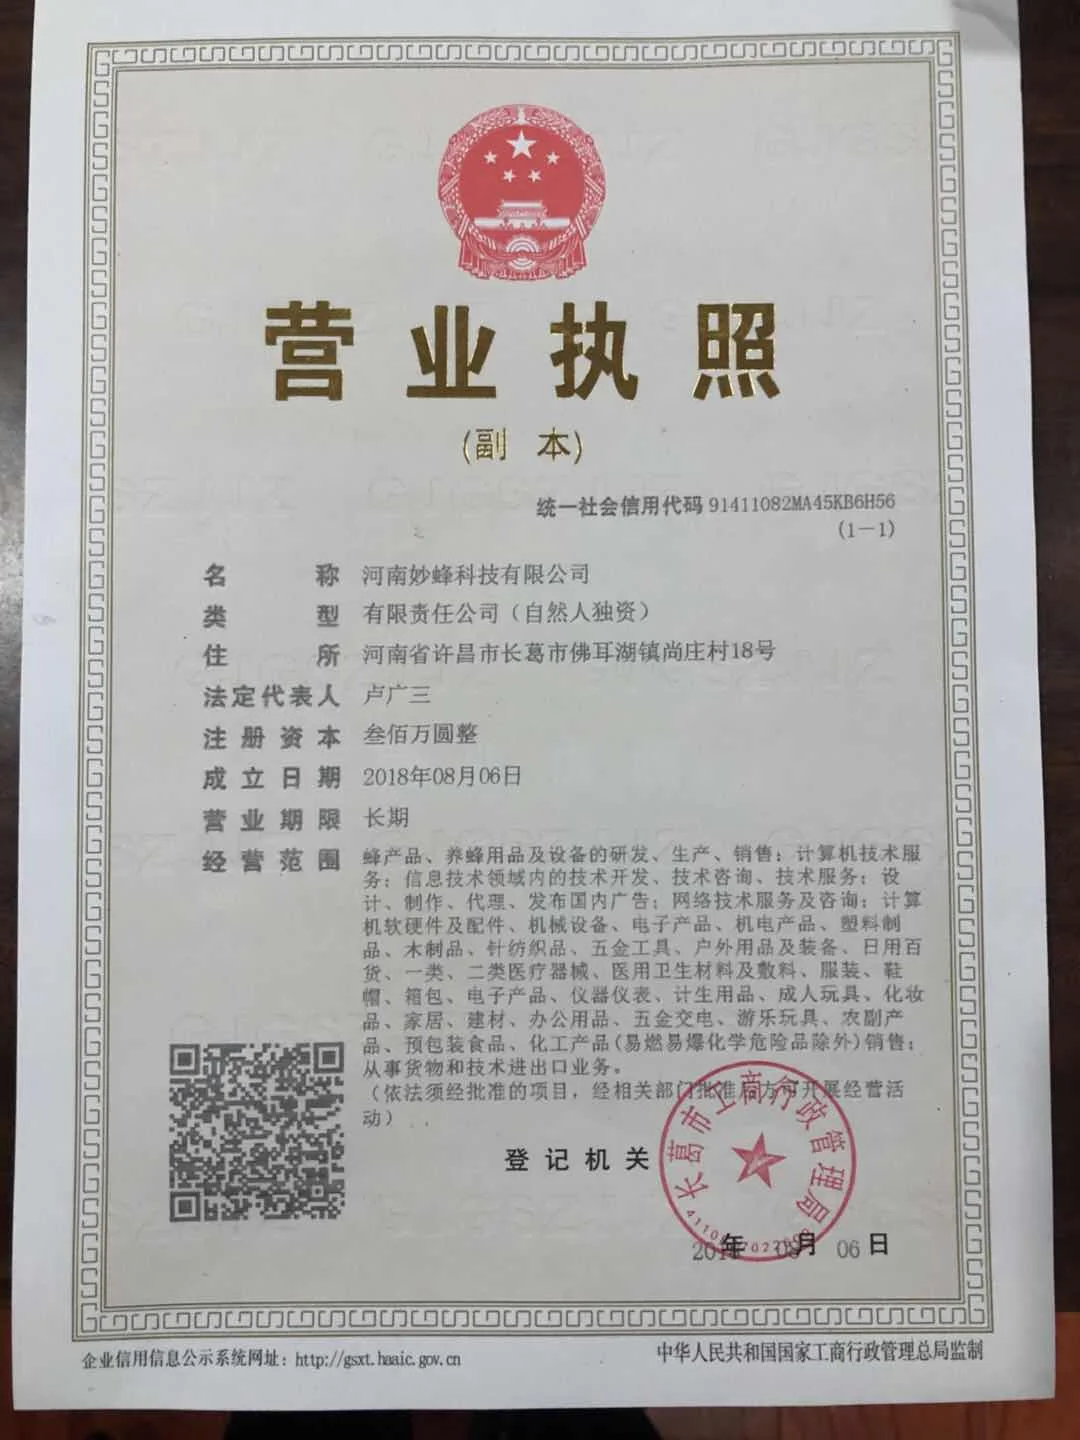 营业执照
(副本)
统一社会信用代码 91411082MA45KB6H56
(1-1)
名称 河南妙蜂科技有限公司
类型 有限责任公司（自然人独资）
住所 河南省许昌市长葛市佛耳湖镇尚庄村18号
法定代表人 卢广三
注册资本 叁佰万圆整
成立日期 2018年08月06日
营业期限 长期
经营范围 蜂产品、养蜂用品及设备的研发、生产、销售；计算机技术服
务；信息技术领域内的技术开发、技术咨询、技术服务；设
计、制作、代理、发布国内广告；网络技术服务及咨询；计算
机软硬件及配件、机械设备、电子产品、机电产品、塑料制
品、木制品、针纺织品、五金工具、户外用品及装备、日用百
货、一类、二类医疗器械、医用卫生材料及敷料、服装、鞋
帽、箱包、电子产品、仪器仪表、计生用品、成人玩具、化妆
品、家居、建材、办公用品、五金交电、游乐玩具、农副产
品、预包装食品、化工产品(易燃易爆化学危险品除外)销售；
从事货物和技术进出口业务。
（依法须经批准的项目，经相关部门批准后方可开展经营活
动）
登记机关
长葛市工商行政管理局
年 08月 06日
企业信用信息公示系统网址：http://gsxt.haaic.gov.cn
中华人民共和国国家工商行政管理总局监制